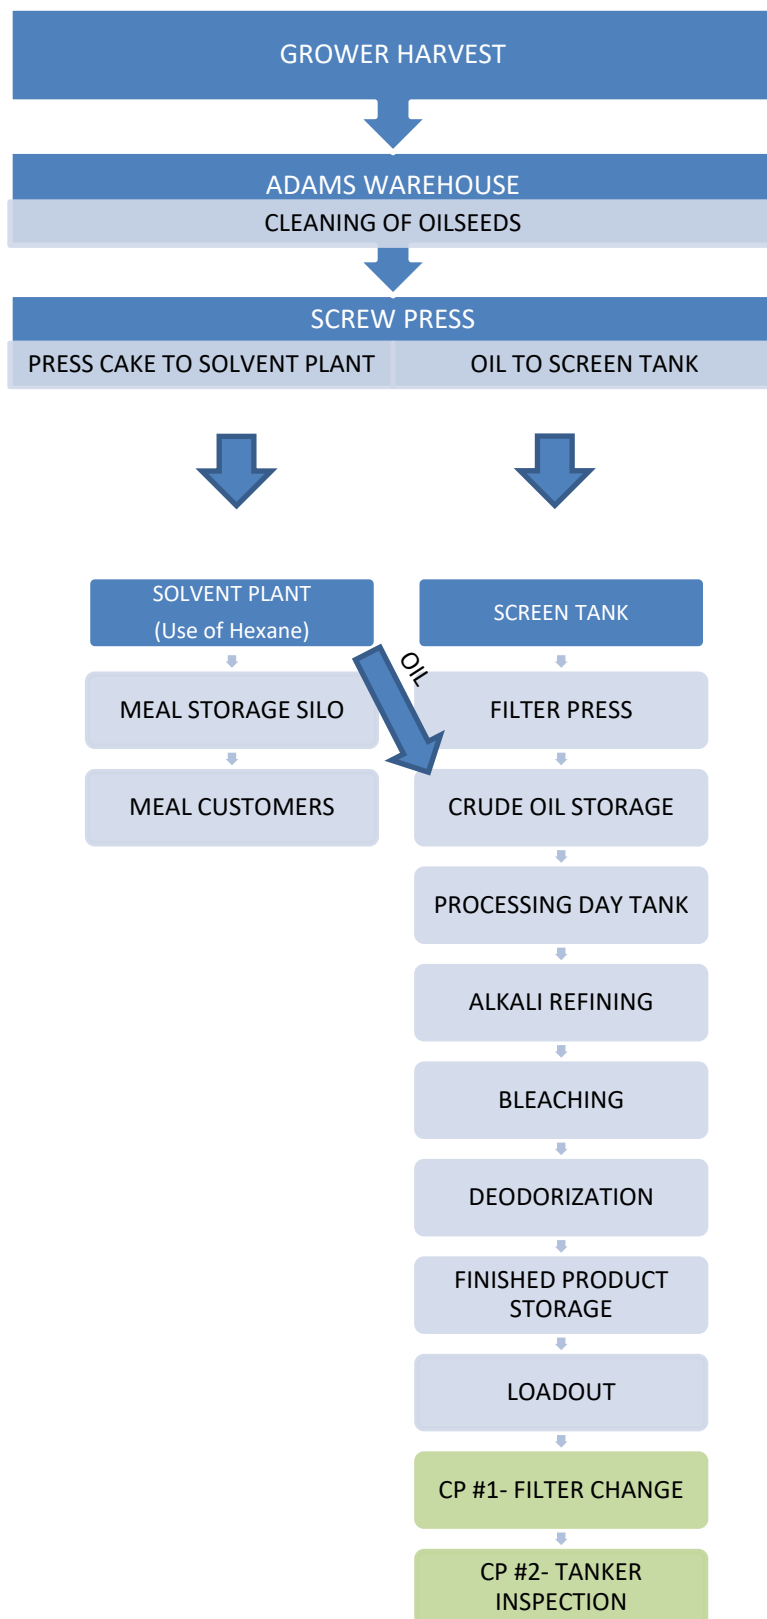 GROWER HARVEST
ADAMS WAREHOUSE
CLEANING OF OILSEEDS
SCREW PRESS
PRESS CAKE TO SOLVENT PLANT
OIL TO SCREEN TANK
SOLVENT PLANT
(Use of Hexane)
MEAL STORAGE SILO
MEAL CUSTOMERS
OIL
SCREEN TANK
FILTER PRESS
CRUDE OIL STORAGE
PROCESSING DAY TANK
ALKALI REFINING
BLEACHING
DEODORIZATION
FINISHED PRODUCT
STORAGE
LOADOUT
CP #1- FILTER CHANGE
CP #2- TANKER
INSPECTION